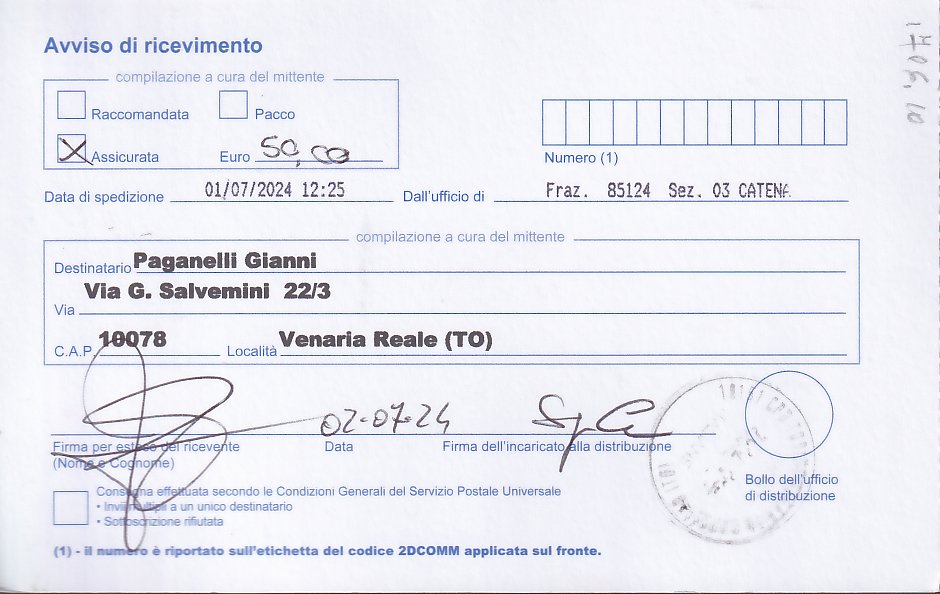 Avviso di ricevimento
compilazione a cura del mittente
Raccomandata Pacco
Assicurata Euro 50,00
Numero (1)
Data di spedizione 01/07/2024 12:25 Dall'ufficio di Fraz. 85124 Sez. 03 CATENA
compilazione a cura del mittente
Destinatario Paganelli Gianni
Via G. Salvemini 22/3
Via
C.A.P. 10078 Località Venaria Reale (TO)
02-07-24
Firma per esteso del ricevente Data Firma dell'incaricato alla distribuzione
(Nome e Cognome)
Bollo dell'ufficio
di distribuzione
Consegna effettuata secondo le Condizioni Generali del Servizio Postale Universale
• Invii multipli a un unico destinatario
• Sottoscrizione rifiutata
(1) - il numero è riportato sull'etichetta del codice 2DCOMM applicata sul fronte.